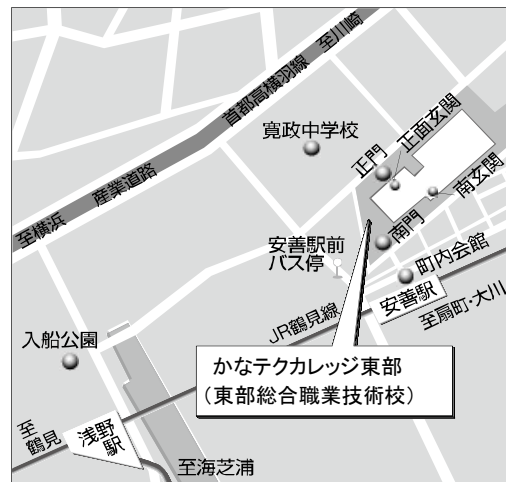 至川崎
首都高横羽線
産業道路
至横浜
寛政中学校
正門
正面玄関
南玄関
南門
安善駅前
バス停
町内会館
安善駅
JR鶴見線
至扇町・大川
入船公園
かなテクカレッジ東部
（東部総合職業技術校）
至
鶴見
浅野
駅
至海芝浦